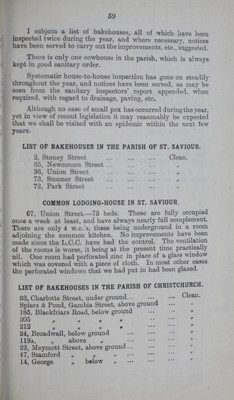 59
I subjoin a list of bakehouses, all of which have been
inspected twice during the year, and where necessary, notices
have been served to carry out the improvements, etc., suggested.
There is only one cowhouse in the parish, which is always
kept in good sanitary order.
Systematic house-to-house inspection has gone on steadily
throughout the year, and notices have been served, as may be
seen from the sanitary inspectors' report appended, when
required, with regard to drainage, paving, etc.
Although no case of small pox has occurred during the year,
yet in view of recent legislation it may reasonably be expected
that we shall be visited with an epidemic within the next few
years.
LIST OF BAKEHOUSES IN THE PARISH OF ST. SAVIOUR.
2, Stoney Street ... ... ... ... Clean.
35, Newcomen Street ... ... ... ... "
36, Union Street ... ... ... ... "
73, Sumner Street ... ... ... ... "
72, Park Street ... ... ... ... "
COMMON LODGING-HOUSE IN ST. SAVIOUR.
67, Union Street.—75 beds. These are fully occupied
once a week at least, and have always nearly full complement.
There are only 4 w.c.'s, these being underground in a room
adjoining the common kitchen. No improvements have been
made since the L.C.C. have had the control. The ventilation
of the rooms is worse, it being at the present time practically
nil. One room had perforated zinc in place of a glass window
which was covered with a piece of cloth. In most other cases
the perforated windows that we had put in had been glazed.
LIST OF BAKEHOUSES IN THE PARISH OF CHRISTCHURCH.
83, Charlotte Street, under ground ... ... ... Clean.
Spiers & Pond, Gambia Street, above ground ... ... "
185, Blackfriars Road, below ground ... ... "
205 " " " ... ... "
212 " " " ... ... "
24, Broadwall, below ground ... ... "
119A, " above " ... ... "
22, Meymott Street, above ground ... ... "
47, Stamford " " " ... ... "
14, George " below " ... ... "